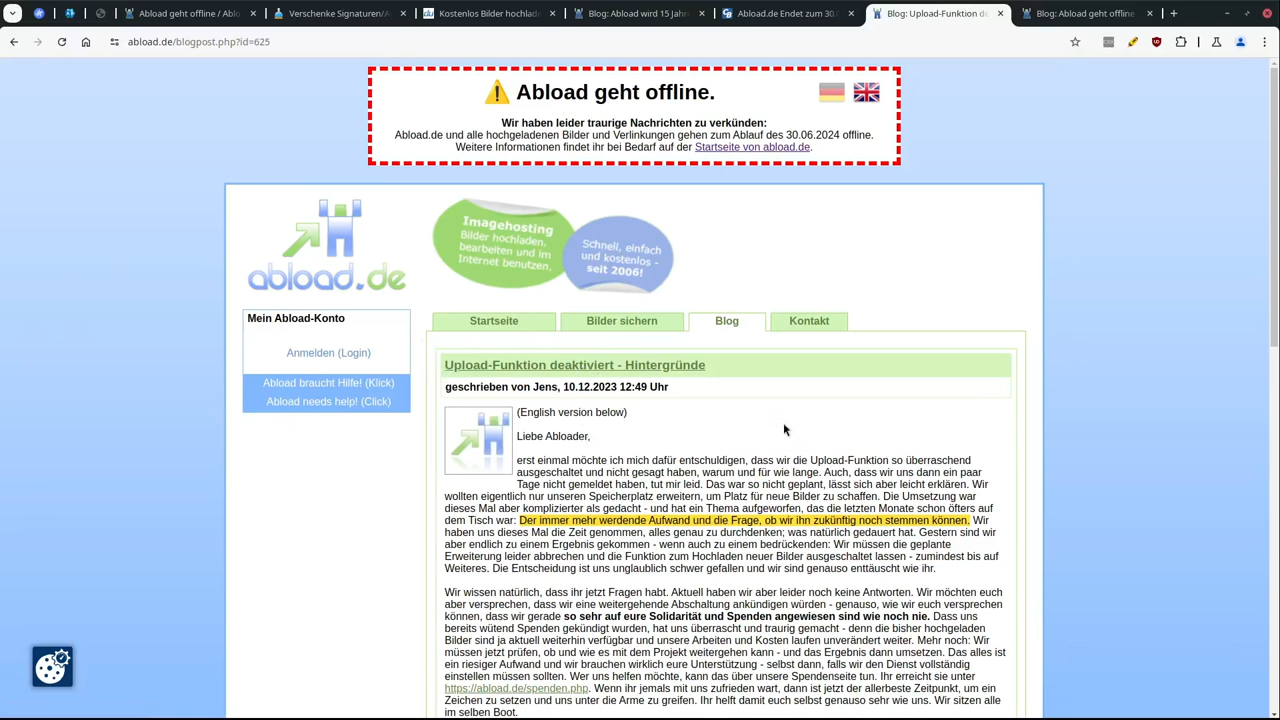 Abload geht offline / Ablo
Verschenke Signaturen/A
Kostenlos Bilder hochlade
Blog: Abload wird 15 Jahr
Abload.de Endet zum 30.
Blog: Upload-Funktion de
Blog: Abload geht offline
abload.de/blogpost.php?id=625
Abload geht offline.
Wir haben leider traurige Nachrichten zu verkünden:
Abload.de und alle hochgeladenen Bilder und Verlinkungen gehen zum Ablauf des 30.06.2024 offline.
Weitere Informationen findet ihr bei Bedarf auf der Startseite von abload.de.
abload.de
Imagehosting
Bilder hochladen,
bearbeiten und im
Internet benutzen.
Schnell, einfach
und kostenlos -
seit 2006!
Mein Abload-Konto
Anmelden (Login)
Abload braucht Hilfe! (Klick)
Abload needs help! (Click)
Startseite
Bilder sichern
Blog
Kontakt
Upload-Funktion deaktiviert - Hintergründe
geschrieben von Jens, 10.12.2023 12:49 Uhr
(English version below)
Liebe Abloader,
erst einmal möchte ich mich dafür entschuldigen, dass wir die Upload-Funktion so überraschend
ausgeschaltet und nicht gesagt haben, warum und für wie lange. Auch, dass wir uns dann ein paar
Tage nicht gemeldet haben, tut mir leid. Das war so nicht geplant, lässt sich aber leicht erklären. Wir
wollten eigentlich nur unseren Speicherplatz erweitern, um Platz für neue Bilder zu schaffen. Die Umsetzung war
dieses Mal aber komplizierter als gedacht - und hat ein Thema aufgeworfen, das die letzten Monate schon öfters auf
dem Tisch war: Der immer mehr werdende Aufwand und die Frage, ob wir ihn zukünftig noch stemmen können. Wir
haben uns dieses Mal die Zeit genommen, alles genau zu durchdenken; was natürlich gedauert hat. Gestern sind wir
aber endlich zu einem Ergebnis gekommen - wenn auch zu einem bedrückenden: Wir müssen die geplante
Erweiterung leider abbrechen und die Funktion zum Hochladen neuer Bilder ausgeschaltet lassen - zumindest bis auf
Weiteres. Die Entscheidung ist uns unglaublich schwer gefallen und wir sind genauso enttäuscht wie ihr.
Wir wissen natürlich, dass ihr jetzt Fragen habt. Aktuell haben wir aber leider noch keine Antworten. Wir möchten euch
aber versprechen, dass wir eine weitergehende Abschaltung ankündigen würden - genauso, wie wir euch versprechen
können, dass wir gerade so sehr auf eure Solidarität und Spenden angewiesen sind wie noch nie. Dass uns
bereits wütend Spenden gekündigt wurden, hat uns überrascht und traurig gemacht - denn die bisher hochgeladen
Bilder sind ja aktuell weiterhin verfügbar und unsere Arbeiten und Kosten laufen unverändert weiter. Mehr noch: Wir
müssen jetzt prüfen, ob und wie es mit dem Projekt weitergehen kann - und das Ergebnis dann umsetzen. Das alles ist
ein riesiger Aufwand und wir brauchen wirklich eure Unterstützung - selbst dann, falls wir den Dienst vollständig
einstellen müssen sollten. Wer uns helfen möchte, kann das über unsere Spendenseite tun. Ihr erreicht sie unter
https://abload.de/spenden.php. Wenn ihr jemals mit uns zufrieden wart, dann ist jetzt der allerbeste Zeitpunkt, um ein
Zeichen zu setzen und uns unter die Arme zu greifen. Ihr helft damit euch selbst genauso sehr wie uns. Wir sitzen alle
im selben Boot.